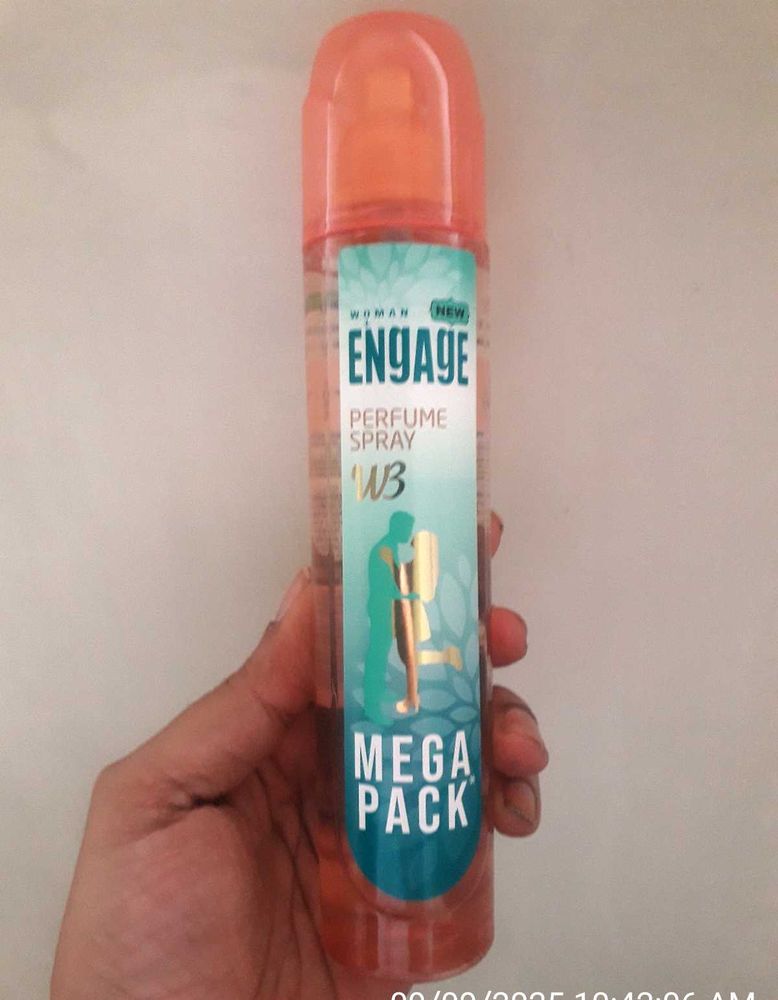 WOMAN NEW
ENgAgE
PERFUME
SPRAY
W3
MEGA
PACK